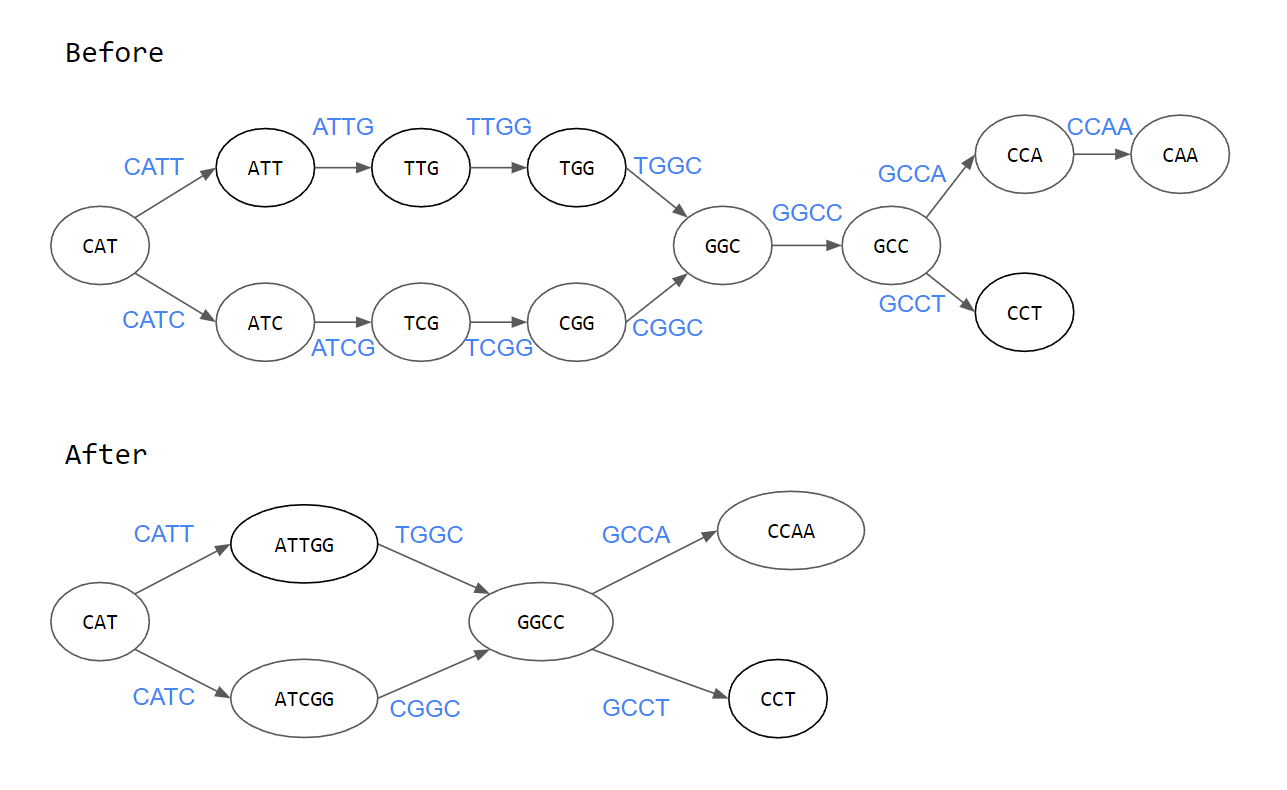 Before
ATTG TTGG CCAA
CATT ATT TTG TGG TGGC GCCA CCA CAA
CAT GGC GGCC GCC
CATC ATC TCG CGG CGGC GCCT CCT
ATCG TCGG
After
CATT ATTGG TGGC GCCA CCAA
CAT GGCC
CATC ATCGG CGGC GCCT CCT